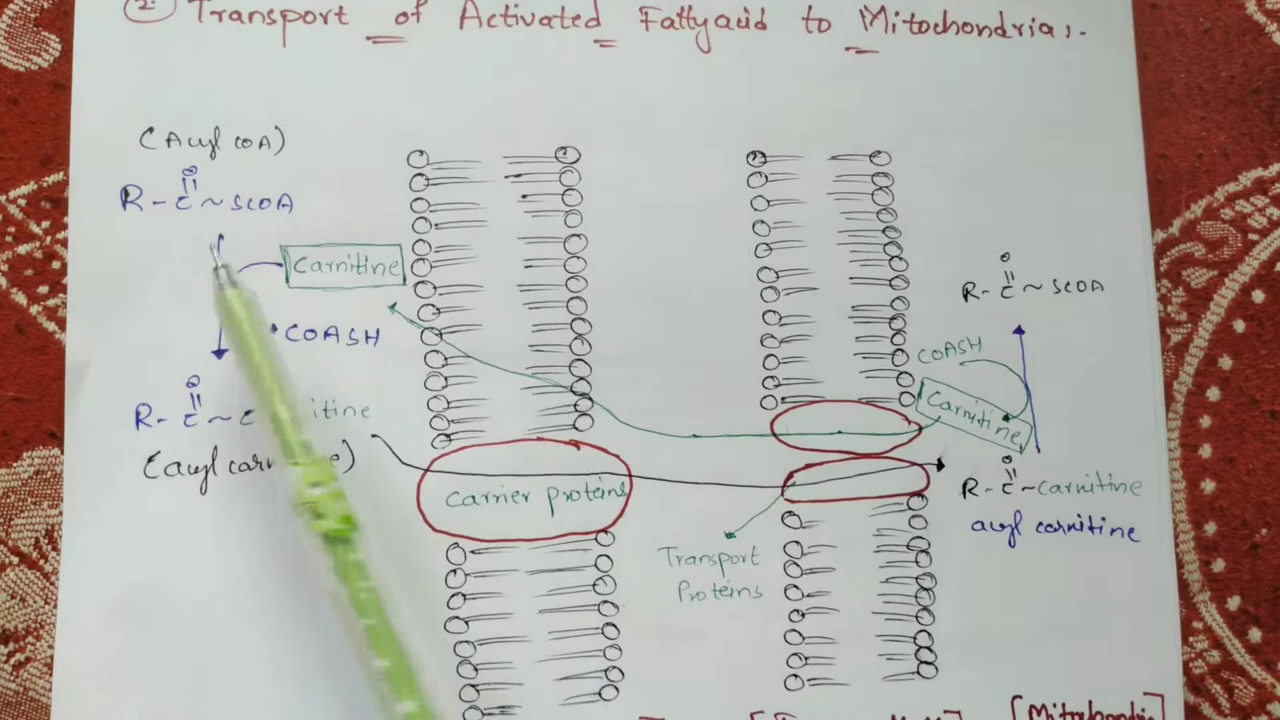 2. Transport of Activated Fattyacid to Mitochondria:-
(Acyl COA)
O
R - C ~ SCOA
Carnitine
COASH
O
R - C ~ itine
(acyl car e)
Carrier proteins
Transport
Proteins
O
R - C ~ SCOA
COASH
Carnitine
O
R - C ~ Carnitine
acyl carnitine